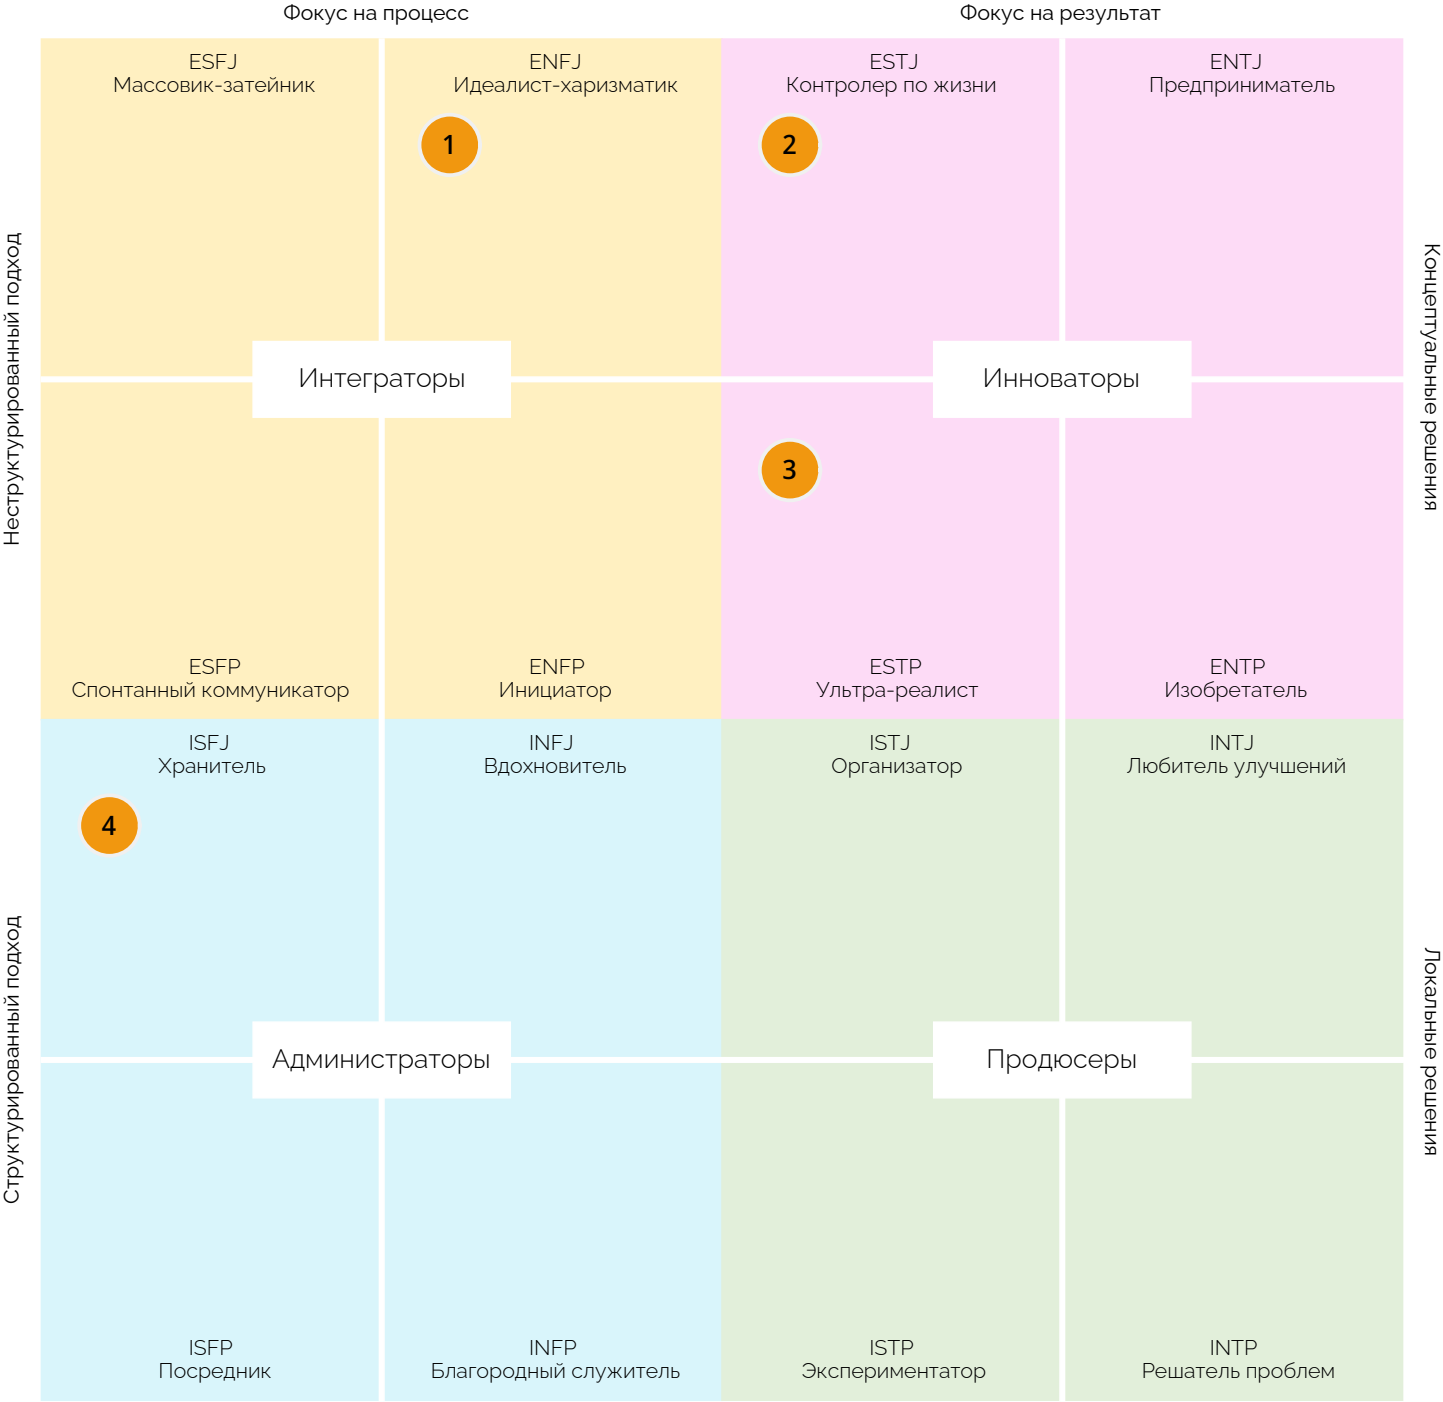 Фокус на процесс
Фокус на результат
ESFJ
Массовик-затейник
ENFJ
Идеалист-харизматик
ESTJ
Контролер по жизни
ENTJ
Предприниматель
1
2
Неструктурированный подход
Концептуальные решения
Интеграторы
Инноваторы
3
ESFP
Спонтанный коммуникатор
ENFP
Инициатор
ESTP
Ультра-реалист
ENTP
Изобретатель
ISFJ
Хранитель
INFJ
Вдохновитель
ISTJ
Организатор
INTJ
Любитель улучшений
4
Структурированный подход
Локальные решения
Администраторы
Продюсеры
ISFP
Посредник
INFP
Благородный служитель
ISTP
Экспериментатор
INTP
Решатель проблем